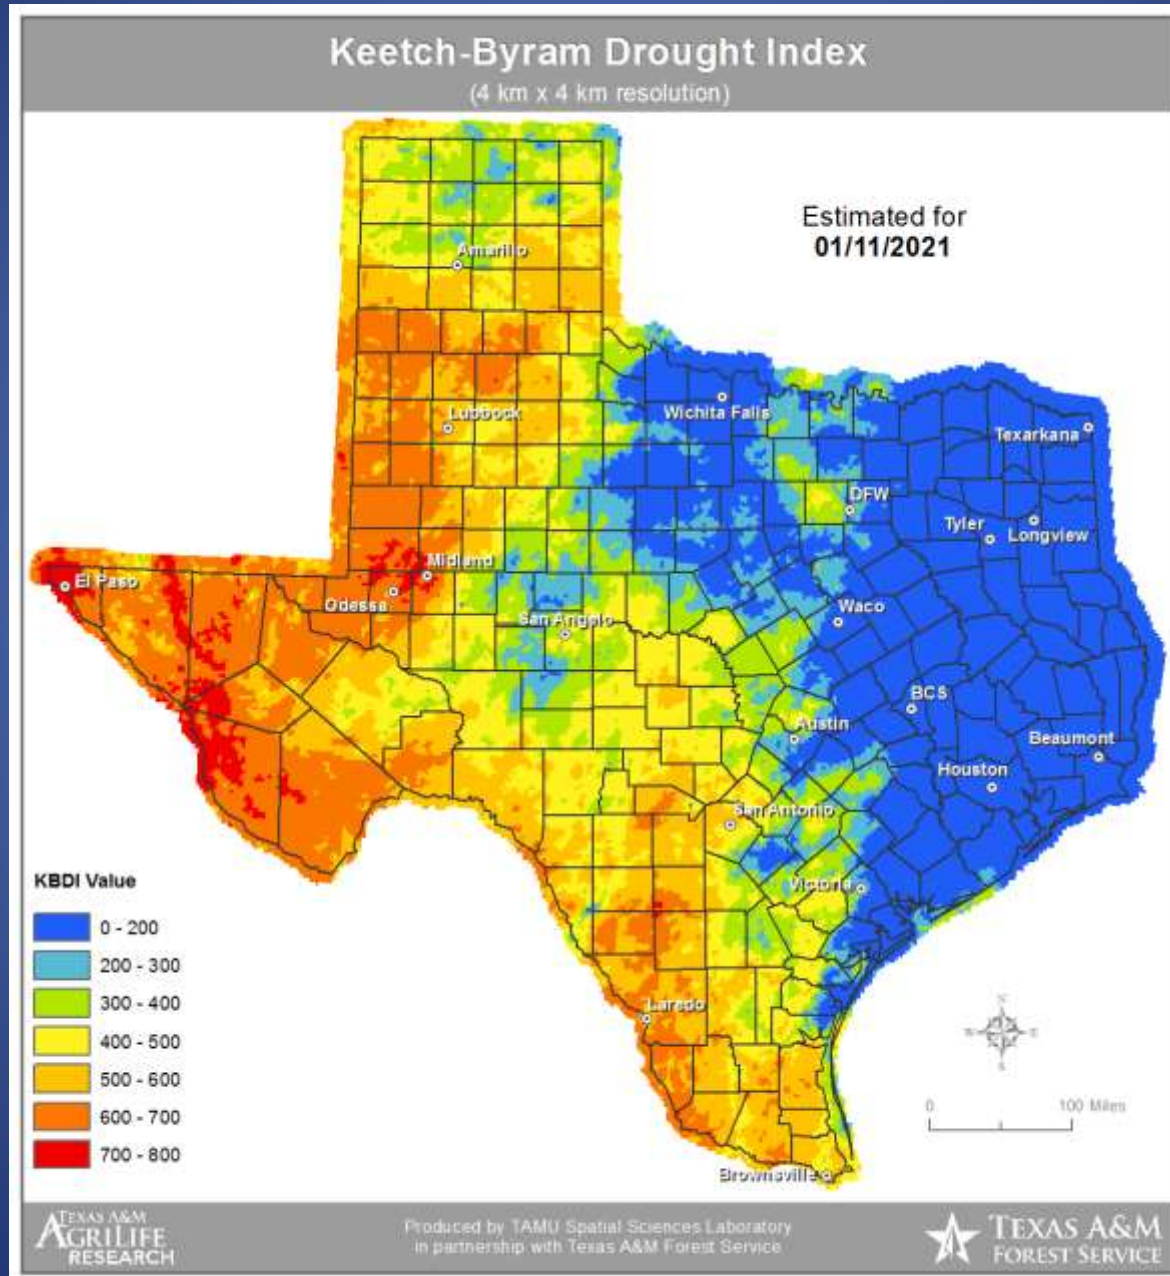 Keetch-Byram Drought Index
(4 km x 4 km resolution)
Estimated for
01/11/2021
Amarillo
Lubbock
Wichita Falls
Texarkana
DFW
Tyler
Longview
Midland
El Paso
Odessa
San Angelo
Waco
BCS
Austin
Beaumont
Houston
San Antonio
Victoria
Laredo
Brownsville
KBDI Value
0 - 200
200 - 300
300 - 400
400 - 500
500 - 600
600 - 700
700 - 800
N
W E
S
0 100 Miles
TEXAS A&M
AGRILIFE
RESEARCH
Produced by TAMU Spatial Sciences Laboratory
in partnership with Texas A&M Forest Service
TEXAS A&M
FOREST SERVICE